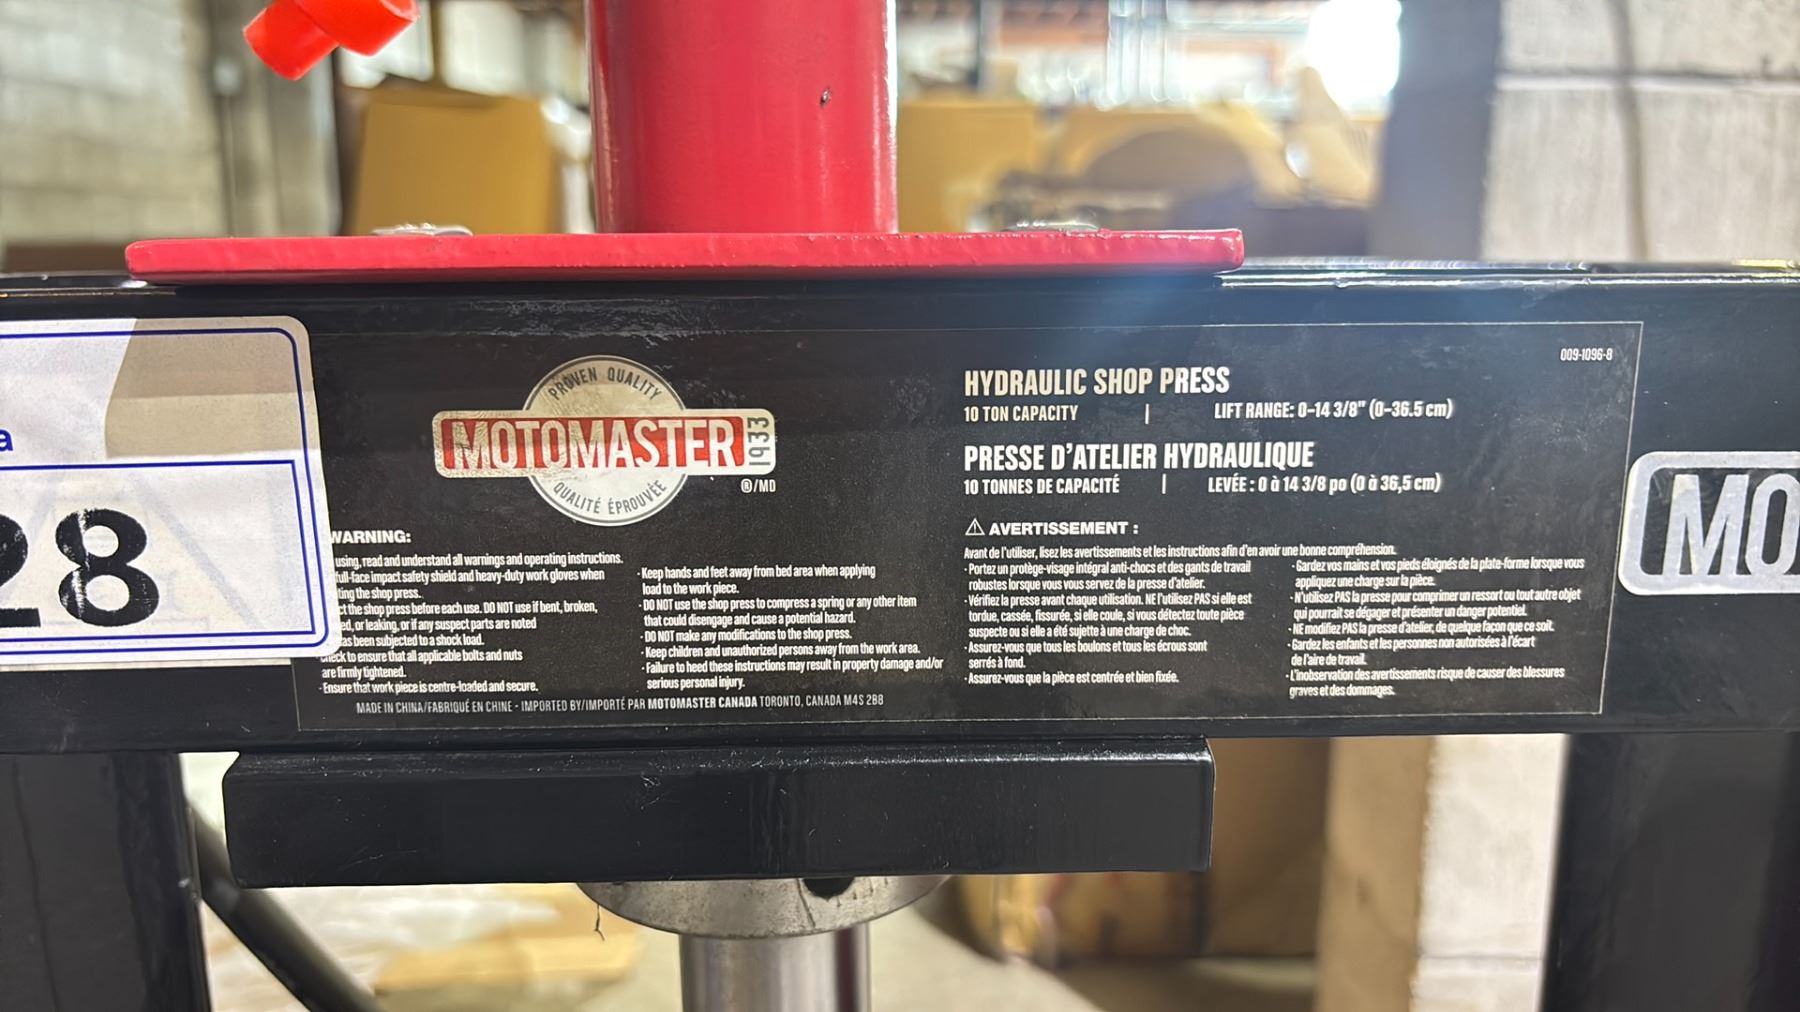 a
28
PROVEN QUALITY
MOTOMASTER 1933
QUALITÉ ÉPROUVÉE
®/MD
WARNING:
using, read and understand all warnings and operating instructions.
full-face impact safety shield and heavy-duty work gloves when
ting the shop press.
ct the shop press before each use. DO NOT use if bent, broken,
ed, or leaking, or if any suspect parts are noted
as been subjected to a shock load.
check to ensure that all applicable bolts and nuts
are firmly tightened.
· Ensure that work piece is centre-loaded and secure.
· Keep hands and feet away from bed area when applying
load to the work piece.
· DO NOT use the shop press to compress a spring or any other item
that could disengage and cause a potential hazard.
· DO NOT make any modifications to the shop press.
· Keep children and unauthorized persons away from the work area.
· Failure to heed these instructions may result in property damage and/or
serious personal injury.
MADE IN CHINA/FABRIQUÉ EN CHINE - IMPORTED BY/IMPORTÉ PAR MOTOMASTER CANADA TORONTO, CANADA M4S 2B8
009-1096-8
HYDRAULIC SHOP PRESS
10 TON CAPACITY | LIFT RANGE: 0-14 3/8" (0-36.5 cm)
PRESSE D'ATELIER HYDRAULIQUE
10 TONNES DE CAPACITÉ | LEVÉE : 0 à 14 3/8 po (0 à 36,5 cm)
⚠ AVERTISSEMENT :
Avant de l'utiliser, lisez les avertissements et les instructions afin d'en avoir une bonne compréhension.
· Portez un protège-visage intégral anti-chocs et des gants de travail
robustes lorsque vous vous servez de la presse d'atelier.
· Vérifiez la presse avant chaque utilisation. NE l'utilisez PAS si elle est
tordue, cassée, fissurée, si elle coule, si vous détectez toute pièce
suspecte ou si elle a été sujette à une charge de choc.
· Assurez-vous que tous les boulons et tous les écrous sont
serrés à fond.
· Assurez-vous que la pièce est centrée et bien fixée.
· Gardez vos mains et vos pieds éloignés de la plate-forme lorsque vous
appliquez une charge sur la pièce.
· N'utilisez PAS la presse pour comprimer un ressort ou tout autre objet
qui pourrait se dégager et présenter un danger potentiel.
· NE modifiez PAS la presse d'atelier, de quelque façon que ce soit.
· Gardez les enfants et les personnes non autorisées à l'écart
de l'aire de travail.
· L'inobservation des avertissements risque de causer des blessures
graves et des dommages.
MO